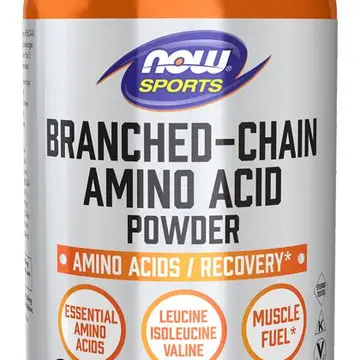 NOW
SPORTS
BRANCHED-CHAIN
AMINO ACID
POWDER
AMINO ACIDS / RECOVERY*
ESSENTIAL
AMINO
ACIDS
LEUCINE
ISOLEUCINE
VALINE
MUSCLE
FUEL*